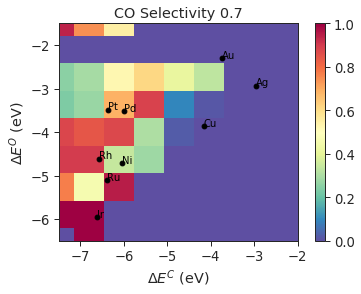 CO Selectivity 0.7
−2
−3
−4
−5
−6
ΔE^O (eV)
Au
Ag
Pt
Pd
Cu
Rh
Ni
Ru
Ir
−7
−6
−5
−4
−3
−2
ΔE^C (eV)
1.0
0.8
0.6
0.4
0.2
0.0